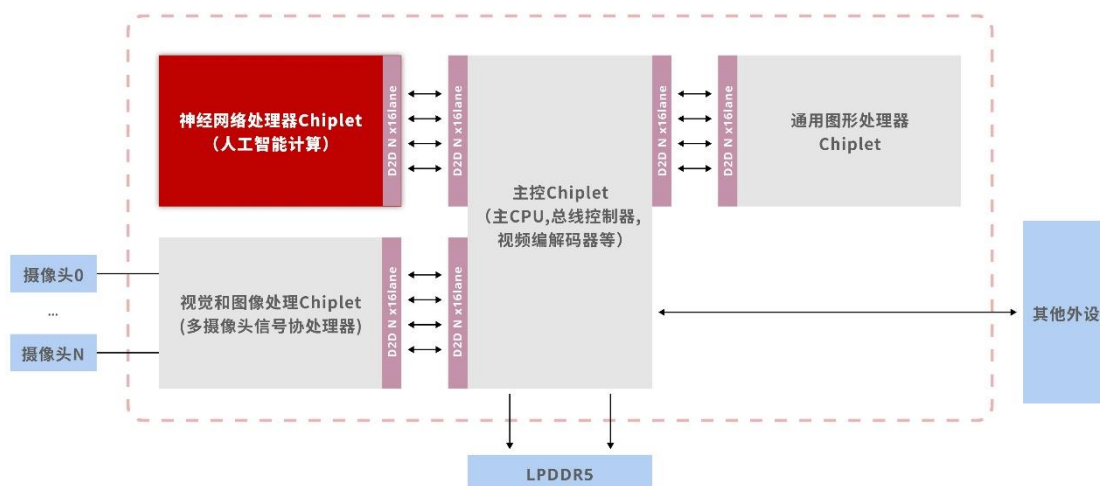 神经网络处理器Chiplet
(人工智能计算)
D2D N x16lane
D2D N x16lane
主控Chiplet
(主CPU,总线控制器,
视频编解码器等)
D2D N x16lane
D2D N x16lane
通用图形处理器
Chiplet
摄像头0
...
摄像头N
视觉和图像处理Chiplet
(多摄像头信号协处理器)
D2D N x16lane
D2D N x16lane
其他外设
LPDDR5